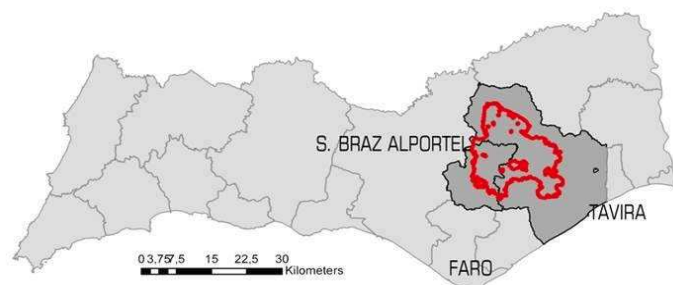 S. BRAZ ALPORTEL
TAVIRA
FARO
0 3,75 7,5 15 22,5 30
Kilometers